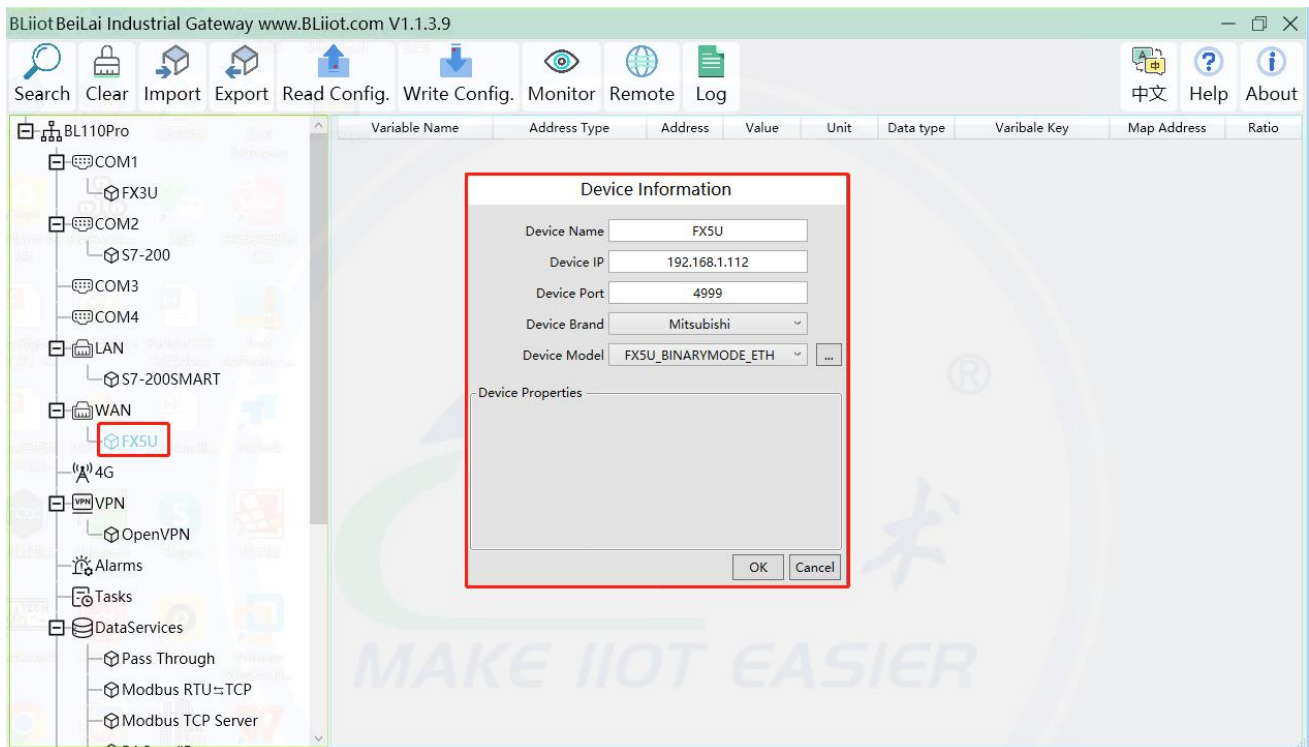 BLiiot BeiLai Industrial Gateway www.BLiiot.com V1.1.3.9
Search Clear Import Export Read Config. Write Config. Monitor Remote Log 中文 Help About
BL110Pro
COM1
FX3U
COM2
S7-200
COM3
COM4
LAN
S7-200SMART
WAN
FX5U
4G
VPN
VPN
OpenVPN
Alarms
Tasks
DataServices
Pass Through
Modbus RTU⇆TCP
Modbus TCP Server
Variable Name Address Type Address Value Unit Data type Varibale Key Map Address Ratio
Device Information
Device Name FX5U
Device IP 192.168.1.112
Device Port 4999
Device Brand Mitsubishi
Device Model FX5U_BINARYMODE_ETH ...
Device Properties
OK Cancel
®
术
MAKE IIOT EASIER